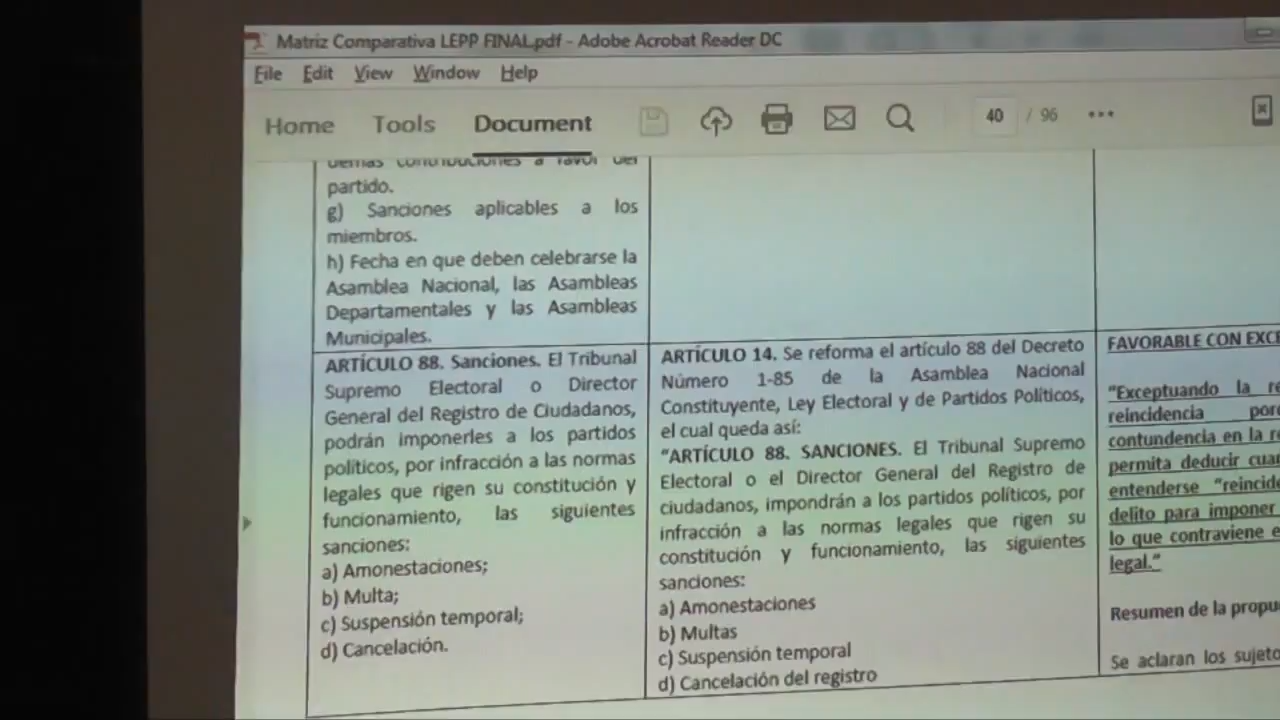 Matriz Comparativa LEPP FINAL.pdf - Adobe Acrobat Reader DC
File Edit View Window Help
Home Tools Document 40 / 96
demás contribuciones a favor del
partido.
g) Sanciones aplicables a los
miembros.
h) Fecha en que deben celebrarse la
Asamblea Nacional, las Asambleas
Departamentales y las Asambleas
Municipales.
ARTÍCULO 88. Sanciones. El Tribunal
Supremo Electoral o Director
General del Registro de Ciudadanos,
podrán imponerles a los partidos
políticos, por infracción a las normas
legales que rigen su constitución y
funcionamiento, las siguientes
sanciones:
a) Amonestaciones;
b) Multa;
c) Suspensión temporal;
d) Cancelación.
ARTÍCULO 14. Se reforma el artículo 88 del Decreto
Número 1-85 de la Asamblea Nacional
Constituyente, Ley Electoral y de Partidos Políticos,
el cual queda así:
"ARTÍCULO 88. SANCIONES. El Tribunal Supremo
Electoral o el Director General del Registro de
ciudadanos, impondrán a los partidos políticos, por
infracción a las normas legales que rigen su
constitución y funcionamiento, las siguientes
sanciones:
a) Amonestaciones
b) Multas
c) Suspensión temporal
d) Cancelación del registro
FAVORABLE CON EXCE
"Exceptuando la re
reincidencia por
contundencia en la re
permita deducir cua
entenderse "reincide
delito para imponer
lo que contraviene e
legal."
Resumen de la propu
Se aclaran los sujeto